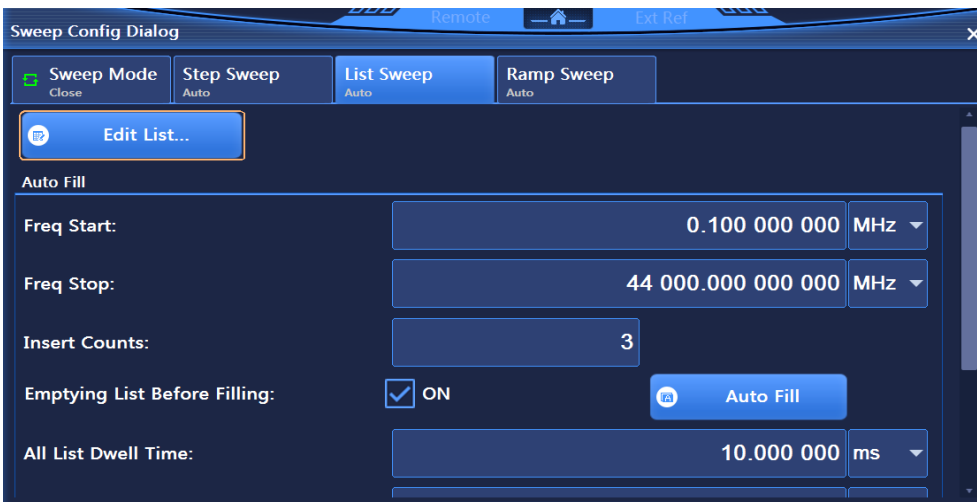 Remote Ext Ref
Sweep Config Dialog
Sweep Mode Step Sweep List Sweep Ramp Sweep
Close Auto Auto Auto
Edit List...
Auto Fill
Freq Start: 0.100 000 000 MHz
Freq Stop: 44 000.000 000 000 MHz
Insert Counts: 3
Emptying List Before Filling: ON Auto Fill
All List Dwell Time: 10.000 000 ms